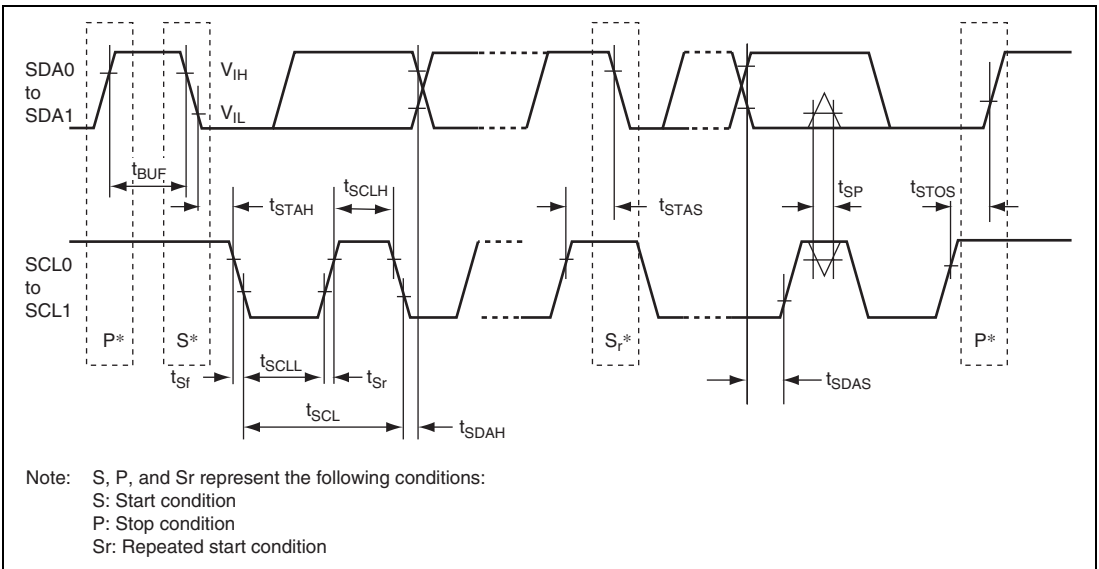 SDA0
to
SDA1
VIH
VIL
tBUF
tSTAH
tSCLH
tSTAS
tSP
tSTOS
SCL0
to
SCL1
P*
S*
Sr*
P*
tSf
tSCLL
tSr
tSCL
tSDAH
tSDAS
Note: S, P, and Sr represent the following conditions:
S: Start condition
P: Stop condition
Sr: Repeated start condition